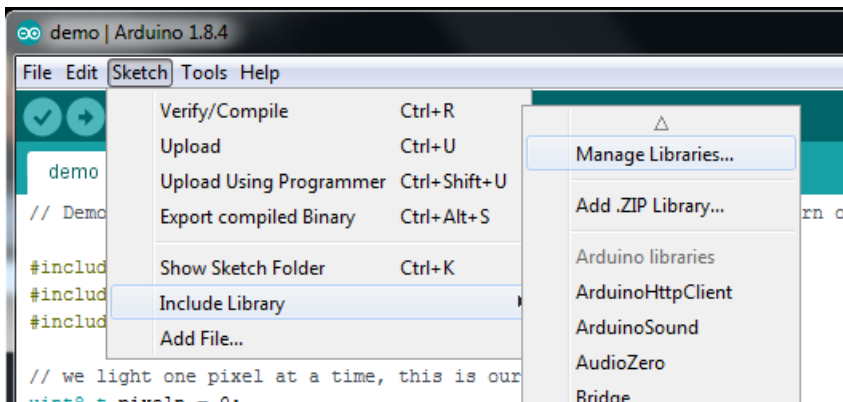 demo | Arduino 1.8.4
File Edit Sketch Tools Help
Verify/Compile Ctrl+R
Upload Ctrl+U
Upload Using Programmer Ctrl+Shift+U
Export compiled Binary Ctrl+Alt+S
Show Sketch Folder Ctrl+K
Include Library
Add File...
Manage Libraries...
Add .ZIP Library...
Arduino libraries
ArduinoHttpClient
ArduinoSound
AudioZero
Bridge
demo
// Demo
#includ
#includ
#includ
// we light one pixel at a time, this is our